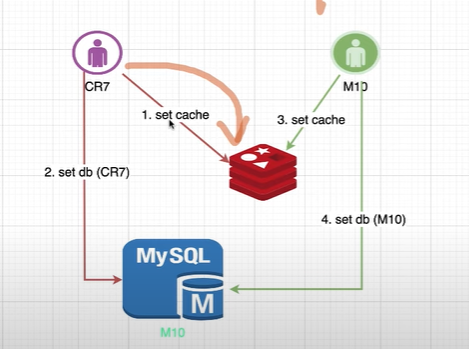 CR7
M10
1. set cache
3. set cache
2. set db (CR7)
4. set db (M10)
MySQL
M
M10